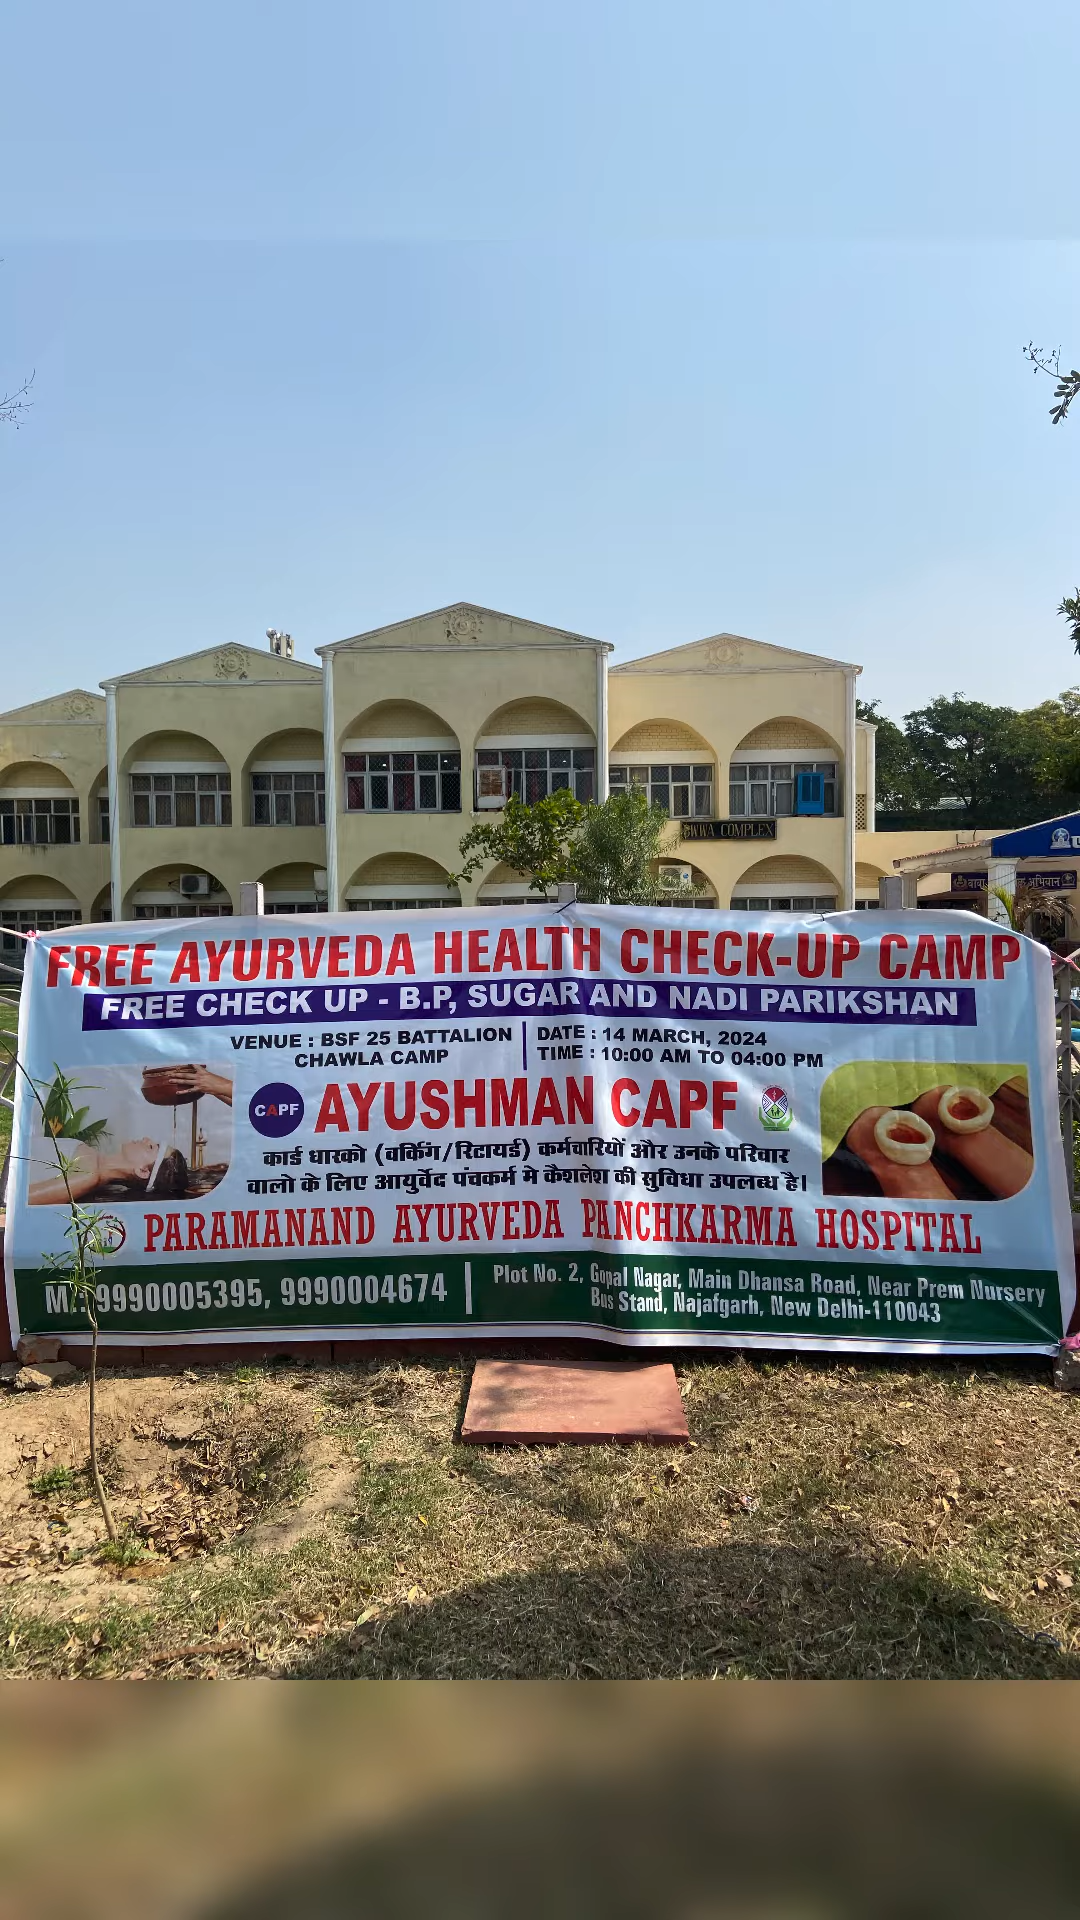 BWWA COMPLEX
FREE AYURVEDA HEALTH CHECK-UP CAMP
FREE CHECK UP - B.P, SUGAR AND NADI PARIKSHAN
VENUE : BSF 25 BATTALION
CHAWLA CAMP
DATE : 14 MARCH, 2024
TIME : 10:00 AM TO 04:00 PM
CAPF
AYUSHMAN CAPF
कार्ड धारको (वर्किंग/रिटायर्ड) कर्मचारियों और उनके परिवार
वालो के लिए आयुर्वेद पंचकर्म मे कैशलेश की सुविधा उपलब्ध है।
PARAMANAND AYURVEDA PANCHKARMA HOSPITAL
9990005395, 9990004674
Plot No. 2, Gopal Nagar, Main Dhansa Road, Near Prem Nursery
Bus Stand, Najafgarh, New Delhi-110043